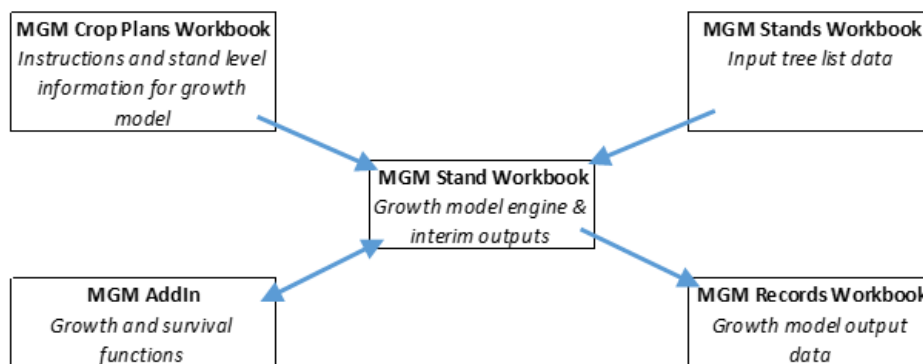 MGM Crop Plans Workbook
Instructions and stand level
information for growth
model
MGM Stands Workbook
Input tree list data
MGM Stand Workbook
Growth model engine &
interim outputs
MGM AddIn
Growth and survival
functions
MGM Records Workbook
Growth model output
data